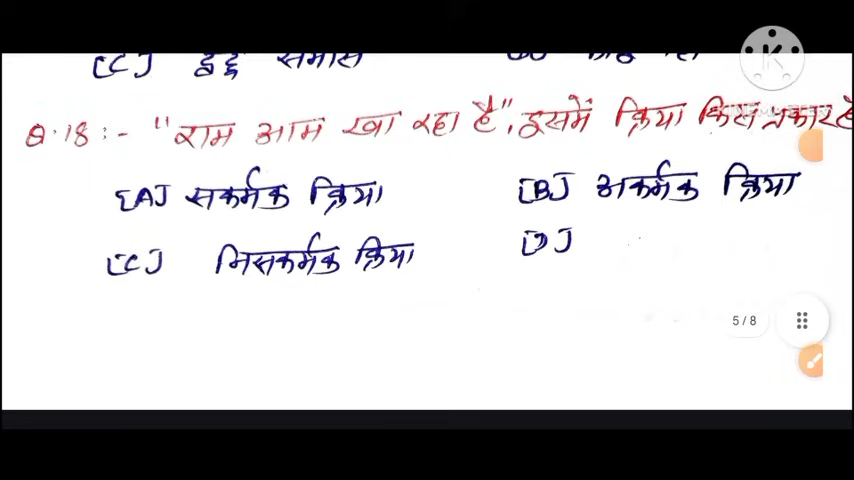 [C] द्वंद्व समास
Q.18:- "राम आम खा रहा है", इसमें क्रिया किस प्रकार है
[A] सकर्मक क्रिया [B] अकर्मक क्रिया
[C] मिसकर्मक क्रिया [D]
5 / 8